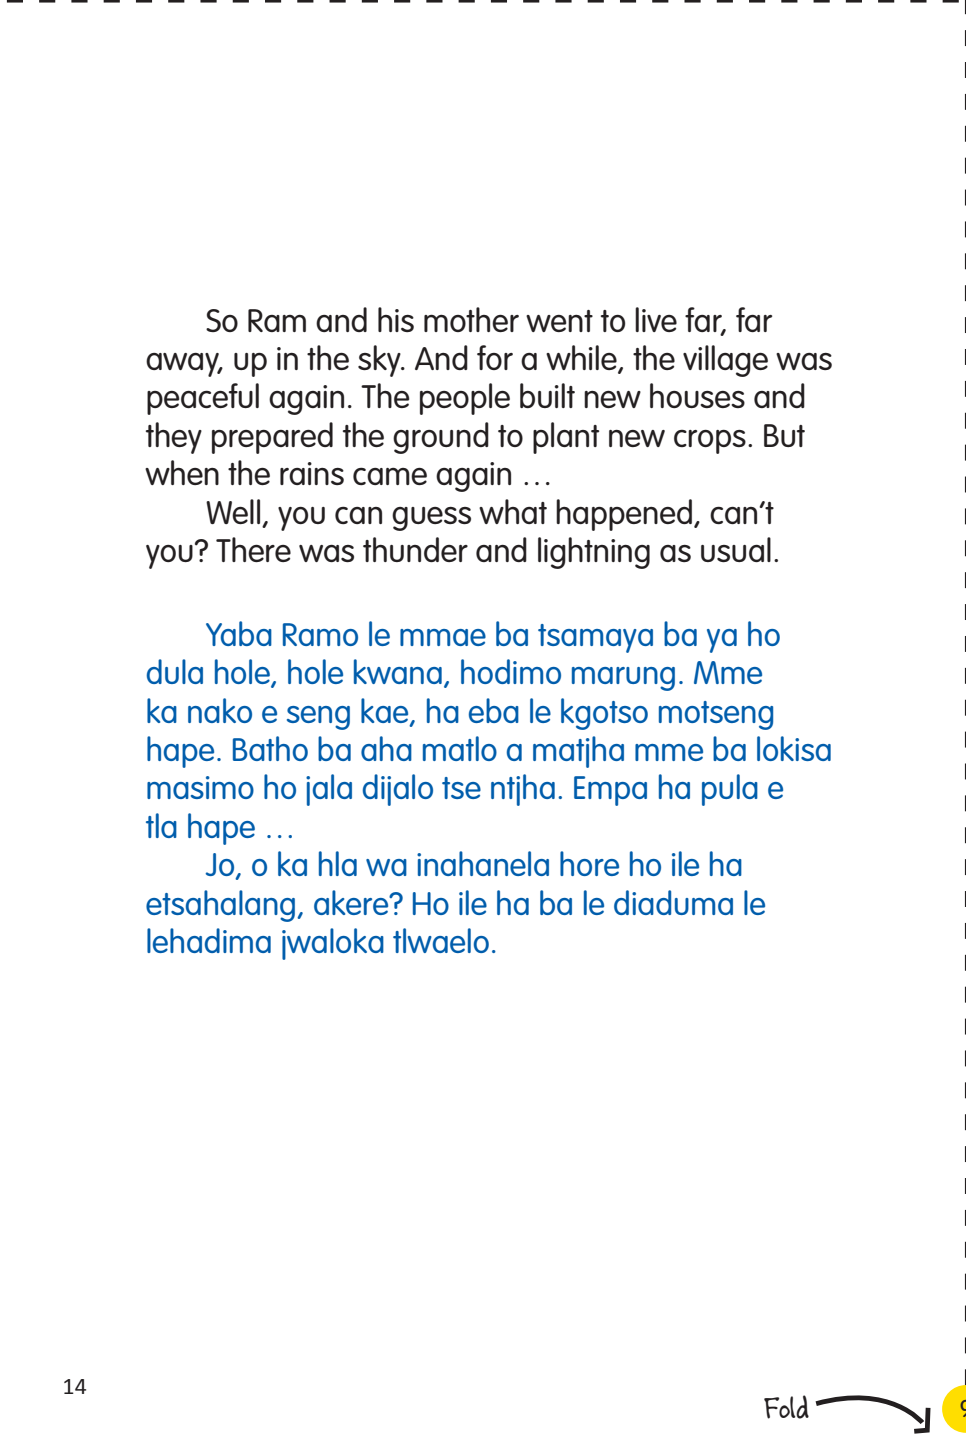 So Ram and his mother went to live far, far
away, up in the sky. And for a while, the village was
peaceful again. The people built new houses and
they prepared the ground to plant new crops. But
when the rains came again …
Well, you can guess what happened, can’t
you? There was thunder and lightning as usual.
Yaba Ramo le mmae ba tsamaya ba ya ho
dula hole, hole kwana, hodimo marung. Mme
ka nako e seng kae, ha eba le kgotso motseng
hape. Batho ba aha matlo a matjha mme ba lokisa
masimo ho jala dijalo tse ntjha. Empa ha pula e
tla hape …
Jo, o ka hla wa inahanela hore ho ile ha
etsahalang, akere? Ho ile ha ba le diaduma le
lehadima jwaloka tlwaelo.
14
Fold